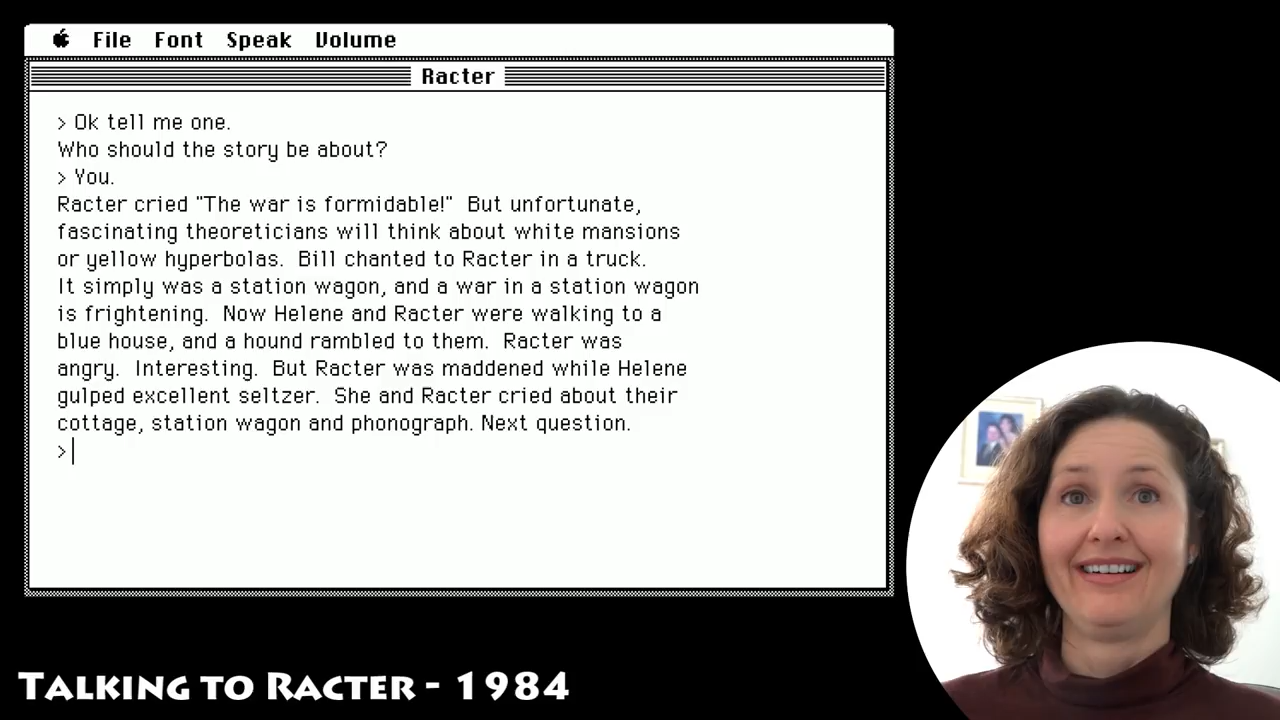 File Font Speak Volume
Racter
> Ok tell me one.
Who should the story be about?
> You.
Racter cried "The war is formidable!" But unfortunate,
fascinating theoreticians will think about white mansions
or yellow hyperbolas. Bill chanted to Racter in a truck.
It simply was a station wagon, and a war in a station wagon
is frightening. Now Helene and Racter were walking to a
blue house, and a hound rambled to them. Racter was
angry. Interesting. But Racter was maddened while Helene
gulped excellent seltzer. She and Racter cried about their
cottage, station wagon and phonograph. Next question.
>
Talking to Racter - 1984